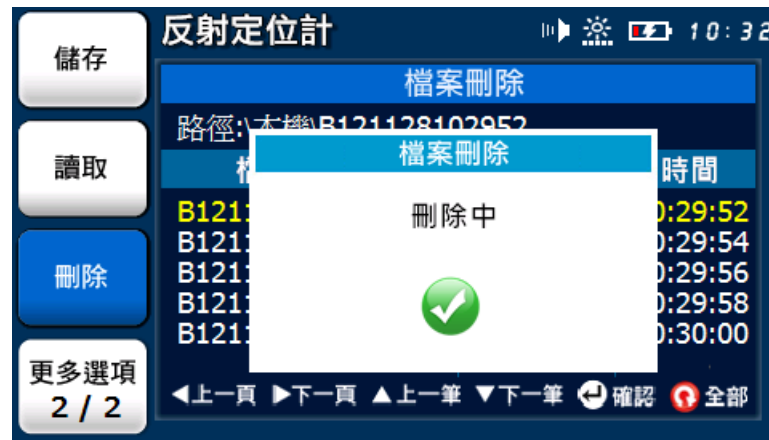 儲存
讀取
刪除
更多選項
2 / 2
反射定位計
10:32
檔案刪除
路徑:\本機\B121128102952
時間
檔案刪除
刪除中
B121 0:29:52
B121 0:29:54
B121 0:29:56
B121 0:29:58
B121 0:30:00
◀上一頁 ▶下一頁 ▲上一筆 ▼下一筆 確認 全部